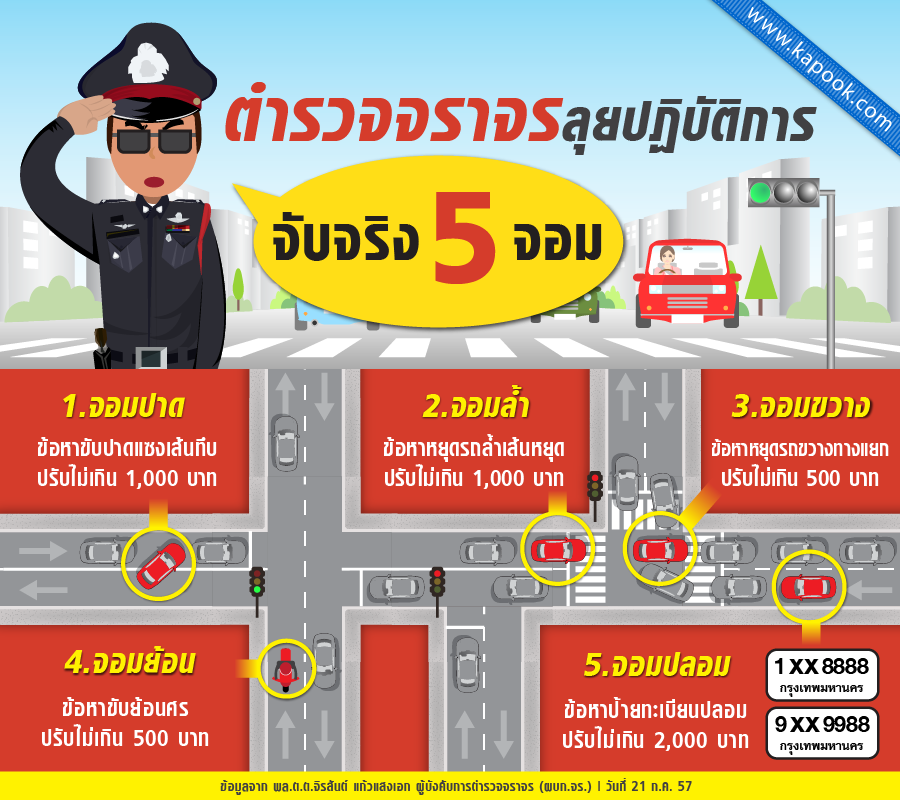 www.kapook.com
ตำรวจจราจรลุยปฏิบัติการ
จับจริง 5 จอม
1.จอมปาด
ข้อหาขับปาดแซงเส้นทึบ
ปรับไม่เกิน 1,000 บาท
2.จอมล้ำ
ข้อหาหยุดรถล้ำเส้นหยุด
ปรับไม่เกิน 1,000 บาท
3.จอมขวาง
ข้อหาหยุดรถขวางทางแยก
ปรับไม่เกิน 500 บาท
4.จอมย้อน
ข้อหาขับย้อนศร
ปรับไม่เกิน 500 บาท
5.จอมปลอม
ข้อหาป้ายทะเบียนปลอม
ปรับไม่เกิน 2,000 บาท
1 XX 8888
กรุงเทพมหานคร
9 XX 9988
กรุงเทพมหานคร
ข้อมูลจาก พล.ต.ต.จิรสันต์ แก้วแสงเอก ผู้บังคับการตำรวจจราจร (ผบก.จร.) | วันที่ 21 ก.ค. 57